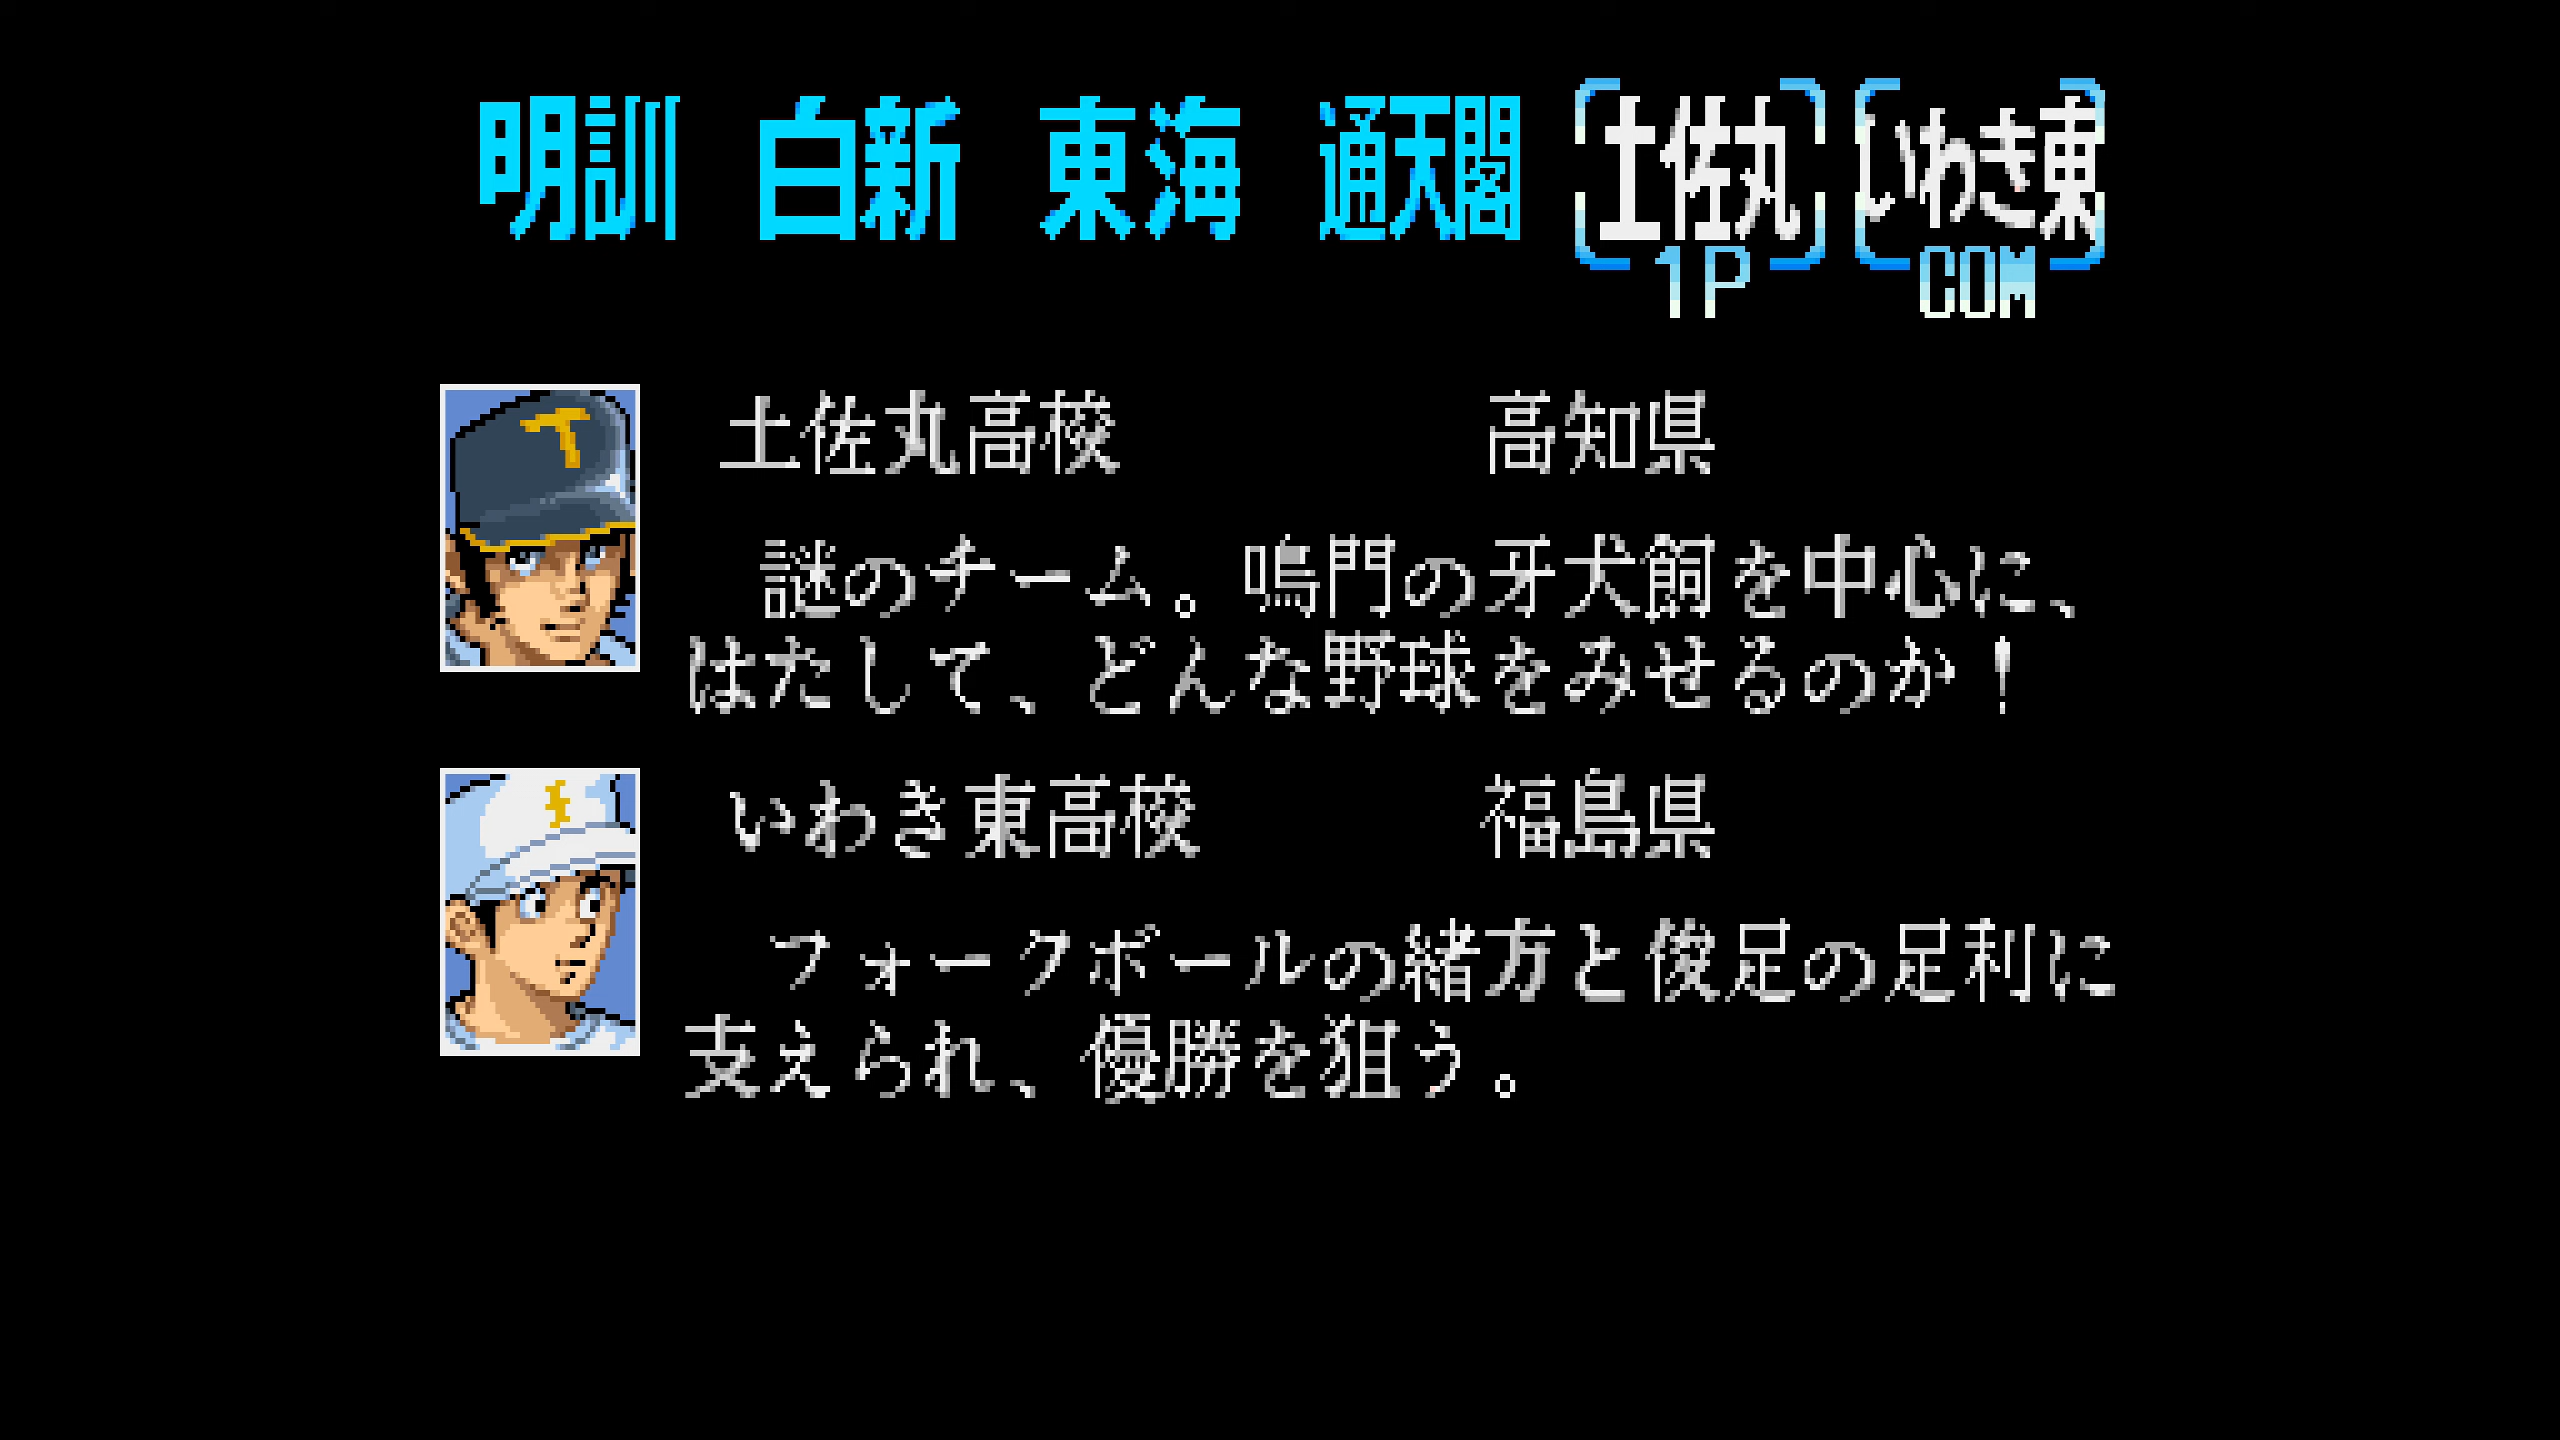 明訓 白新 東海 通天閣 土佐丸 いわき東
1P COM
T
土佐丸高校 高知県
謎のチーム。鳴門の牙犬飼を中心に、
はたして、どんな野球をみせるのか！
いわき東高校 福島県
フォークボールの緒方と俊足の足利に
支えられ、優勝を狙う。